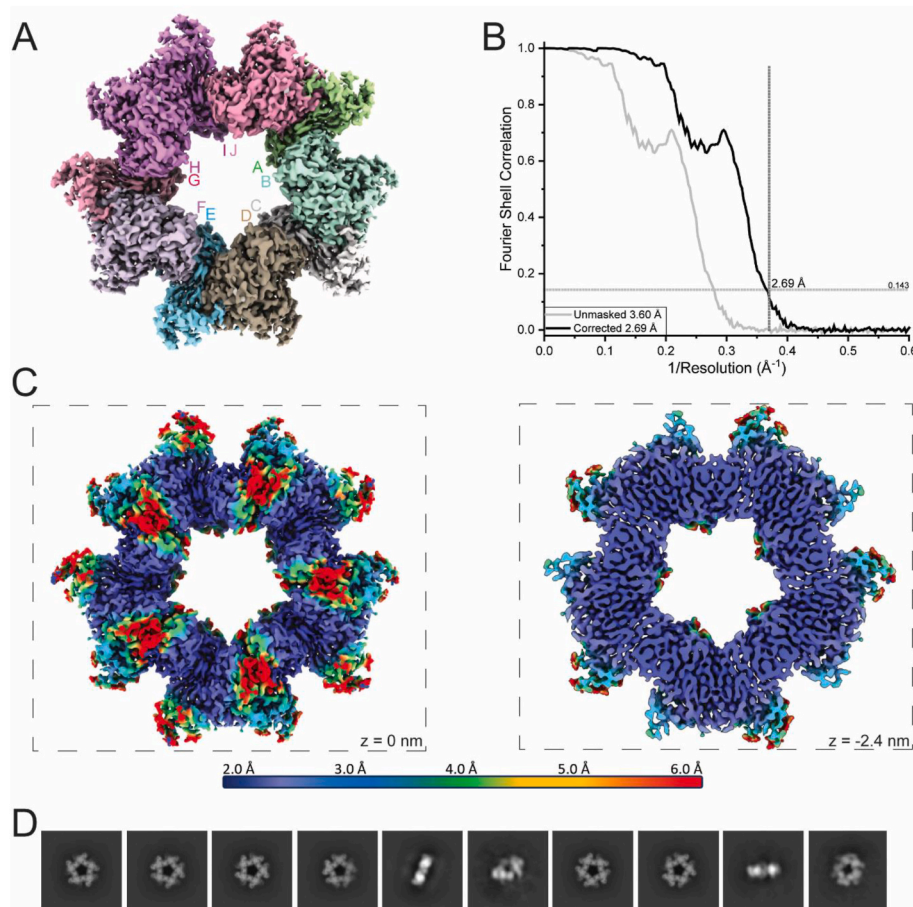 A
I J
H
G
A
B
F E
D C
B
Fourier Shell Correlation
1.0
0.8
0.6
0.4
0.2
0.0
2.69 Å
0.143
Unmasked 3.60 Å
Corrected 2.69 Å
0.0 0.1 0.2 0.3 0.4 0.5 0.6
1/Resolution (Å-1)
C
z = 0 nm
z = -2.4 nm
2.0 Å 3.0 Å 4.0 Å 5.0 Å 6.0 Å
D